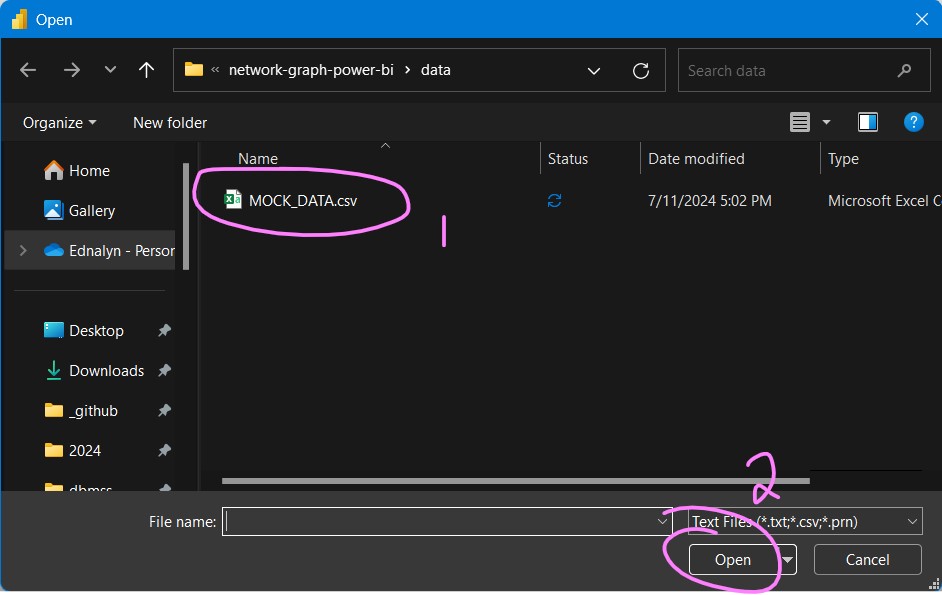 Open
« network-graph-power-bi > data
Search data
Organize
New folder
?
Name
Status
Date modified
Type
Home
MOCK_DATA.csv
7/11/2024 5:02 PM
Microsoft Excel C
Gallery
1
Ednalyn - Person
Desktop
Downloads
_github
2024
dbmss
2
File name:
Text Files (*.txt;*.csv;*.prn)
Open
Cancel